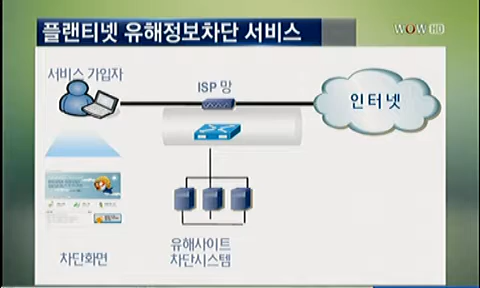 플랜티넷 유해정보차단 서비스
WOW HD
서비스 가입자
ISP 망
인터넷
유해사이트
차단시스템
차단화면